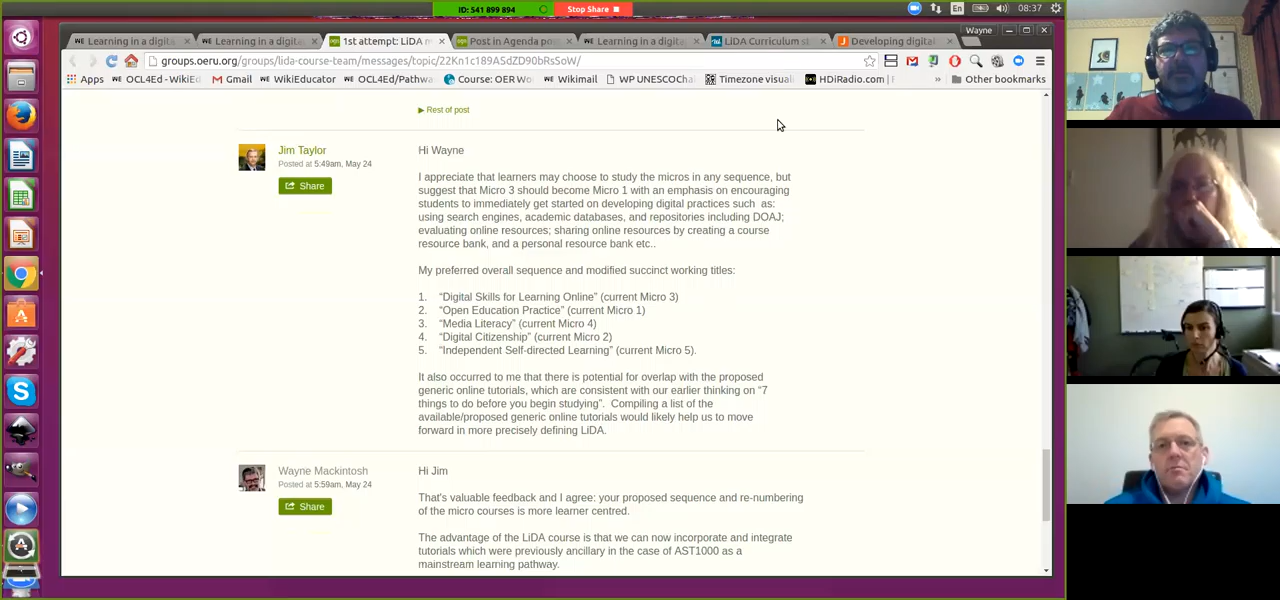 ID: 541 899 894
Stop Share
En
08:37
Wayne
Learning in a digita
Learning in a digita
1st attempt: LiDA m
Post in Agenda po
Learning in a digita
LiDA Curriculum st
Developing digital
groups.oeru.org/groups/lida-course-team/messages/topic/22Kn1c189ASdZD90bRsSoW/
Apps
OCL4Ed - WikiEd
Gmail
WikiEducator
OCL4Ed/Pathwa
Course: OER Wo
Wikimail
WP UNESCOChai
Timezone visuali
HDiRadio.com |
»
Other bookmarks
▶ Rest of post
Jim Taylor
Posted at 5:49am, May 24
Share
Hi Wayne
I appreciate that learners may choose to study the micros in any sequence, but
suggest that Micro 3 should become Micro 1 with an emphasis on encouraging
students to immediately get started on developing digital practices such as:
using search engines, academic databases, and repositories including DOAJ;
evaluating online resources; sharing online resources by creating a course
resource bank, and a personal resource bank etc..
My preferred overall sequence and modified succinct working titles:
1. “Digital Skills for Learning Online” (current Micro 3)
2. “Open Education Practice” (current Micro 1)
3. “Media Literacy” (current Micro 4)
4. “Digital Citizenship” (current Micro 2)
5. “Independent Self-directed Learning” (current Micro 5).
It also occurred to me that there is potential for overlap with the proposed
generic online tutorials, which are consistent with our earlier thinking on “7
things to do before you begin studying”. Compiling a list of the
available/proposed generic online tutorials would likely help us to move
forward in more precisely defining LiDA.
Wayne Mackintosh
Posted at 5:59am, May 24
Share
Hi Jim
That's valuable feedback and I agree: your proposed sequence and re-numbering
of the micro courses is more learner centred.
The advantage of the LiDA course is that we can now incorporate and integrate
tutorials which were previously ancillary in the case of AST1000 as a
mainstream learning pathway.